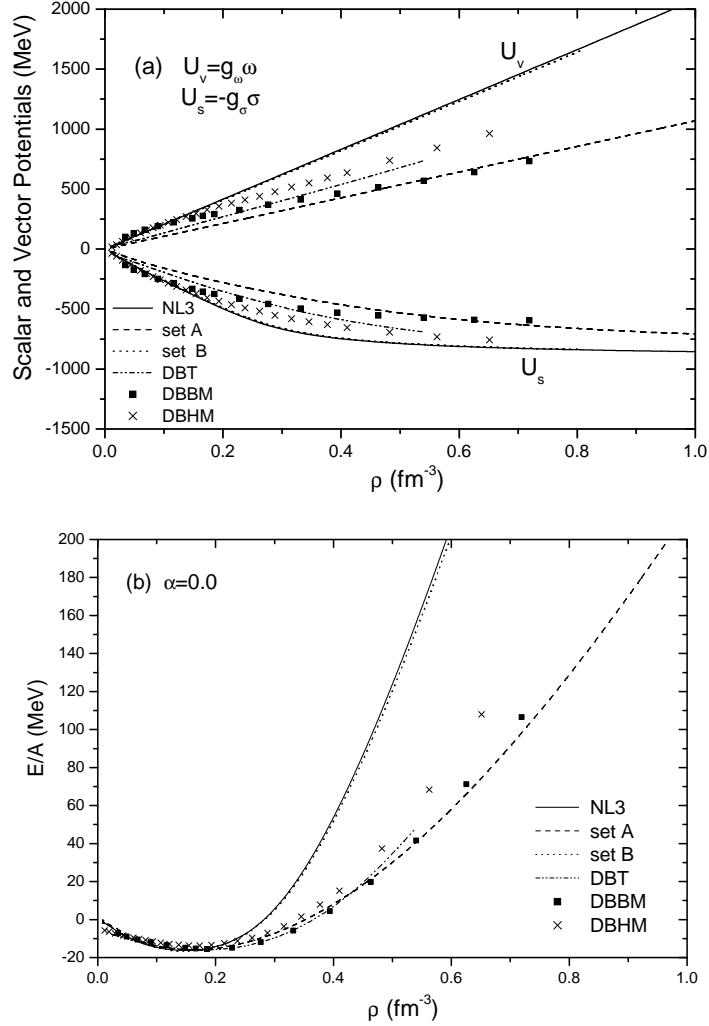 2000
1500
1000
500
0
-500
-1000
-1500
Scalar and Vector Potentials (MeV)
(a) U_v=g_ωω
U_s=-g_σσ
U_v
U_s
NL3
set A
set B
DBT
DBBM
DBHM
0.0 0.2 0.4 0.6 0.8 1.0
ρ (fm⁻³)
200
180
160
140
120
100
80
60
40
20
0
-20
E/A (MeV)
(b) α=0.0
NL3
set A
set B
DBT
DBBM
DBHM
0.0 0.2 0.4 0.6 0.8 1.0
ρ (fm⁻³)